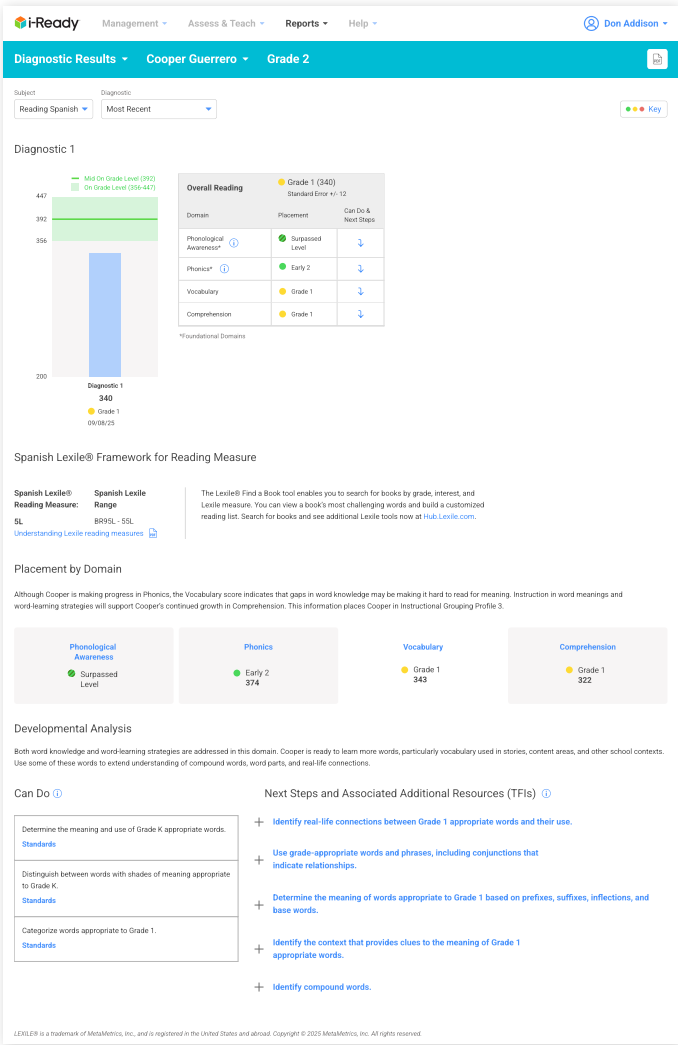 i-Ready Management Assess & Teach Reports Help Don Addison
Diagnostic Results Cooper Guerrero Grade 2
Subject Diagnostic
Reading Spanish Most Recent Key
Diagnostic 1
Mid On Grade Level (392)
On Grade Level (356-447)
447
392
356
200
Diagnostic 1
340
Grade 1
09/08/25
Overall Reading Grade 1 (340)
Standard Error +/- 12
Domain Placement Can Do &
Next Steps
Phonological
Awareness* Surpassed
Level
Phonics* Early 2
Vocabulary Grade 1
Comprehension Grade 1
*Foundational Domains
Spanish Lexile® Framework for Reading Measure
Spanish Lexile®
Reading Measure:
5L
Spanish Lexile
Range
BR95L - 55L
Understanding Lexile reading measures
The Lexile® Find a Book tool enables you to search for books by grade, interest, and
Lexile measure. You can view a book's most challenging words and build a customized
reading list. Search for books and see additional Lexile tools now at Hub.Lexile.com.
Placement by Domain
Although Cooper is making progress in Phonics, the Vocabulary score indicates that gaps in word knowledge may be making it hard to read for meaning. Instruction in word meanings and
word-learning strategies will support Cooper's continued growth in Comprehension. This information places Cooper in Instructional Grouping Profile 3.
Phonological
Awareness
Surpassed
Level
Phonics
Early 2
374
Vocabulary
Grade 1
343
Comprehension
Grade 1
322
Developmental Analysis
Both word knowledge and word-learning strategies are addressed in this domain. Cooper is ready to learn more words, particularly vocabulary used in stories, content areas, and other school contexts.
Use some of these words to extend understanding of compound words, word parts, and real-life connections.
Can Do
Determine the meaning and use of Grade K appropriate words.
Standards
Distinguish between words with shades of meaning appropriate
to Grade K.
Standards
Categorize words appropriate to Grade 1.
Standards
Next Steps and Associated Additional Resources (TFIs)
Identify real-life connections between Grade 1 appropriate words and their use.
Use grade-appropriate words and phrases, including conjunctions that
indicate relationships.
Determine the meaning of words appropriate to Grade 1 based on prefixes, suffixes, inflections, and
base words.
Identify the context that provides clues to the meaning of Grade 1
appropriate words.
Identify compound words.
LEXILE® is a trademark of MetaMetrics, Inc., and is registered in the United States and abroad. Copyright © 2025 MetaMetrics, Inc. All rights reserved.